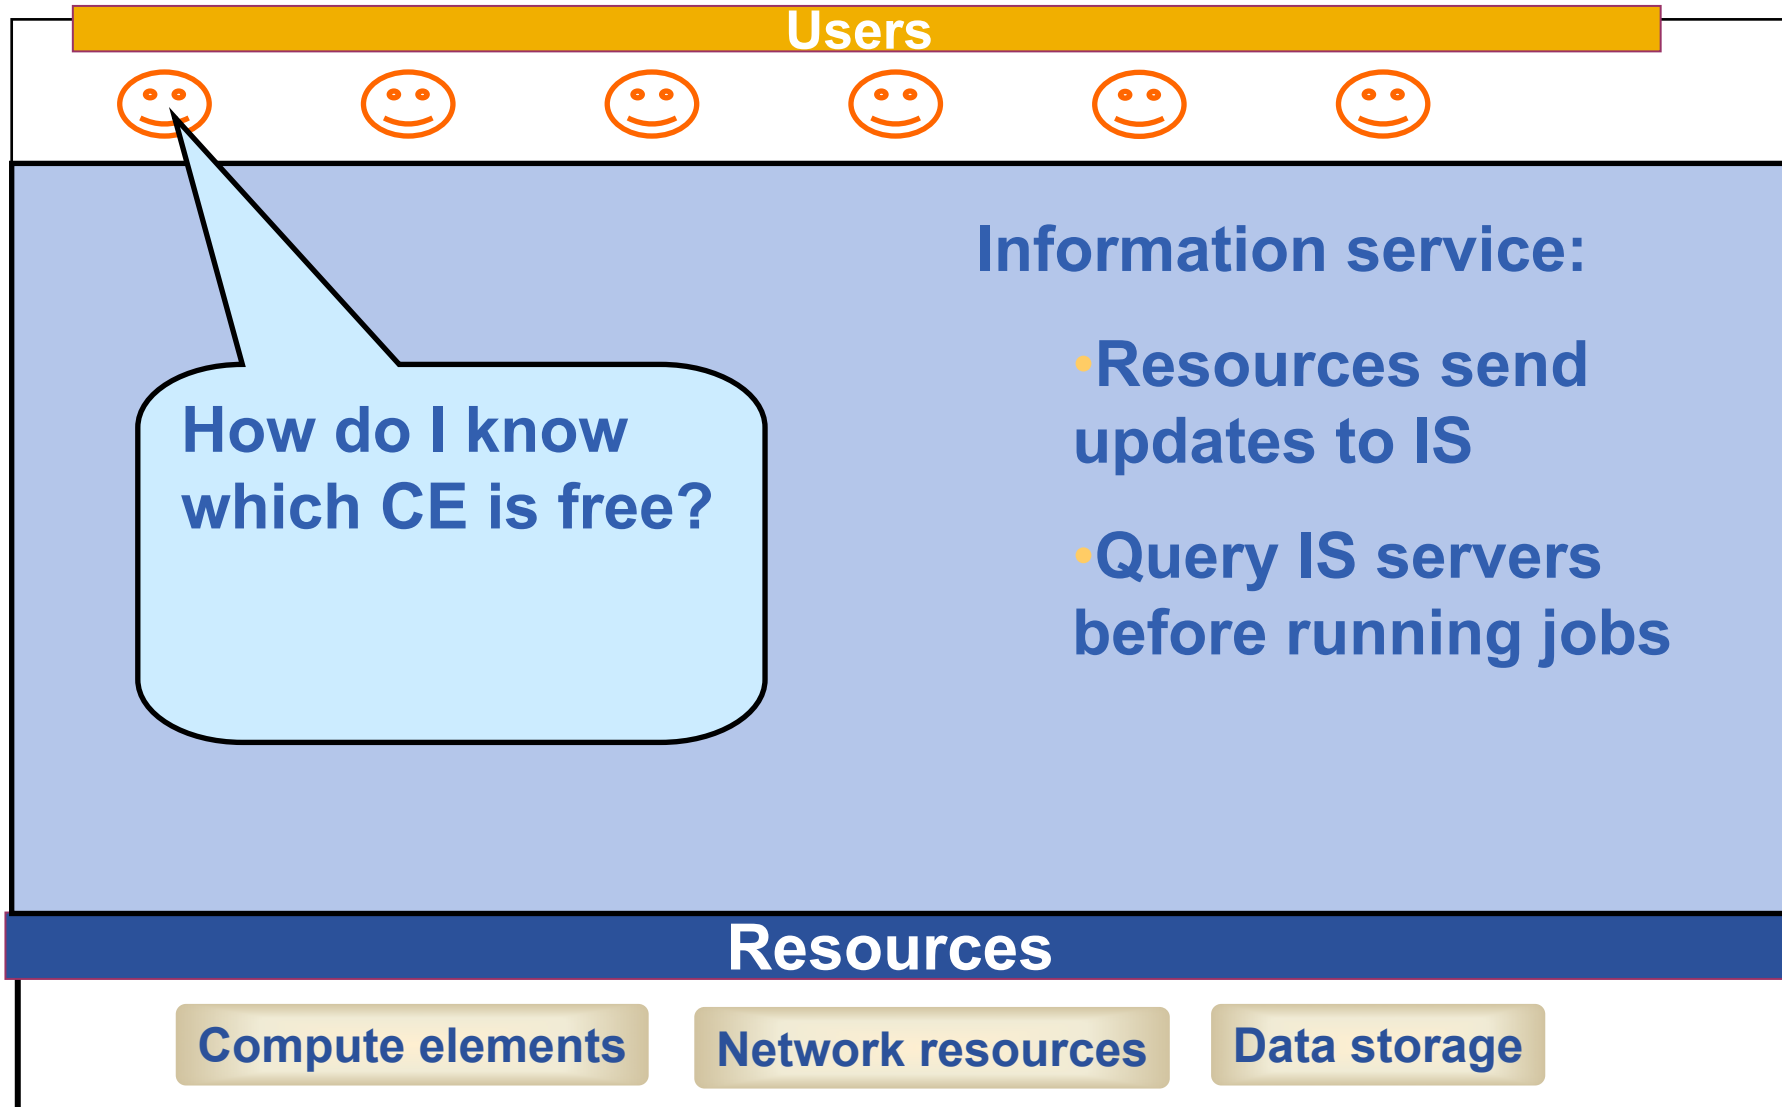 Users
How do I know
which CE is free?
Information service:
•Resources send
updates to IS
•Query IS servers
before running jobs
Resources
Compute elements
Network resources
Data storage